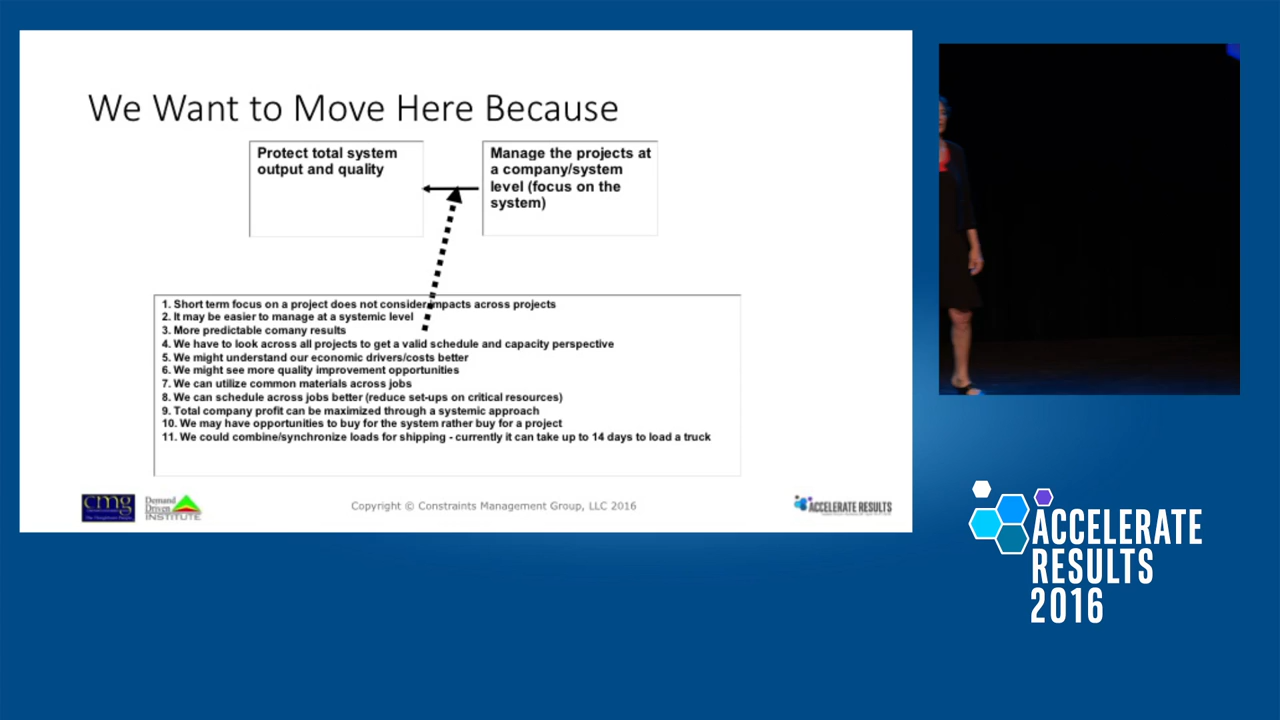 We Want to Move Here Because
Protect total system
output and quality
Manage the projects at
a company/system
level (focus on the
system)
1. Short term focus on a project does not consider impacts across projects
2. It may be easier to manage at a systemic level
3. More predictable comany results
4. We have to look across all projects to get a valid schedule and capacity perspective
5. We might understand our economic drivers/costs better
6. We might see more quality improvement opportunities
7. We can utilize common materials across jobs
8. We can schedule across jobs better (reduce set-ups on critical resources)
9. Total company profit can be maximized through a systemic approach
10. We may have opportunities to buy for the system rather buy for a project
11. We could combine/synchronize loads for shipping - currently it can take up to 14 days to load a truck
cmg
Demand
Driven
INSTITUTE
Copyright © Constraints Management Group, LLC 2016
ACCELERATE RESULTS
ACCELERATE
RESULTS
2016